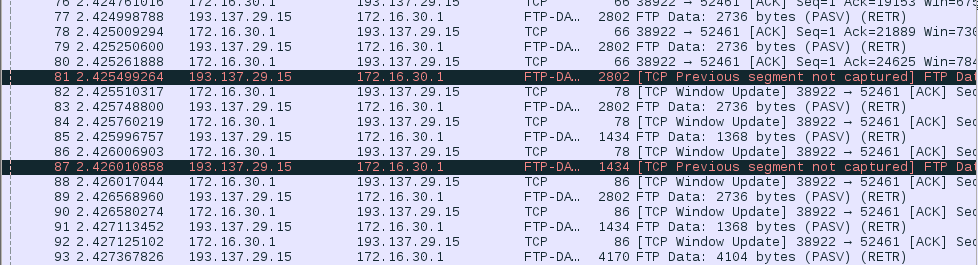 76 2.424761016 172.16.30.1 193.137.29.15 TCP 66 38922 → 52461 [ACK] Seq=1 Ack=19153
77 2.424998788 193.137.29.15 172.16.30.1 FTP-DA… 2802 FTP Data: 2736 bytes (PASV) (RETR)
78 2.425009294 172.16.30.1 193.137.29.15 TCP 66 38922 → 52461 [ACK] Seq=1 Ack=21889 Win=730
79 2.425250600 193.137.29.15 172.16.30.1 FTP-DA… 2802 FTP Data: 2736 bytes (PASV) (RETR)
80 2.425261888 172.16.30.1 193.137.29.15 TCP 66 38922 → 52461 [ACK] Seq=1 Ack=24625 Win=784
81 2.425499264 193.137.29.15 172.16.30.1 FTP-DA… 2802 [TCP Previous segment not captured] FTP Dat
82 2.425510317 172.16.30.1 193.137.29.15 TCP 78 [TCP Window Update] 38922 → 52461 [ACK] Seq
83 2.425748800 193.137.29.15 172.16.30.1 FTP-DA… 2802 FTP Data: 2736 bytes (PASV) (RETR)
84 2.425760219 172.16.30.1 193.137.29.15 TCP 78 [TCP Window Update] 38922 → 52461 [ACK] Seq
85 2.425996757 193.137.29.15 172.16.30.1 FTP-DA… 1434 FTP Data: 1368 bytes (PASV) (RETR)
86 2.426006903 172.16.30.1 193.137.29.15 TCP 78 [TCP Window Update] 38922 → 52461 [ACK] Seq
87 2.426010858 193.137.29.15 172.16.30.1 FTP-DA… 1434 [TCP Previous segment not captured] FTP Dat
88 2.426017044 172.16.30.1 193.137.29.15 TCP 86 [TCP Window Update] 38922 → 52461 [ACK] Seq
89 2.426568960 193.137.29.15 172.16.30.1 FTP-DA… 2802 FTP Data: 2736 bytes (PASV) (RETR)
90 2.426580274 172.16.30.1 193.137.29.15 TCP 86 [TCP Window Update] 38922 → 52461 [ACK] Seq
91 2.427113452 193.137.29.15 172.16.30.1 FTP-DA… 1434 FTP Data: 1368 bytes (PASV) (RETR)
92 2.427125102 172.16.30.1 193.137.29.15 TCP 86 [TCP Window Update] 38922 → 52461 [ACK] Seq
93 2.427367826 193.137.29.15 172.16.30.1 FTP-DA… 4170 FTP Data: 4104 bytes (PASV) (RETR)